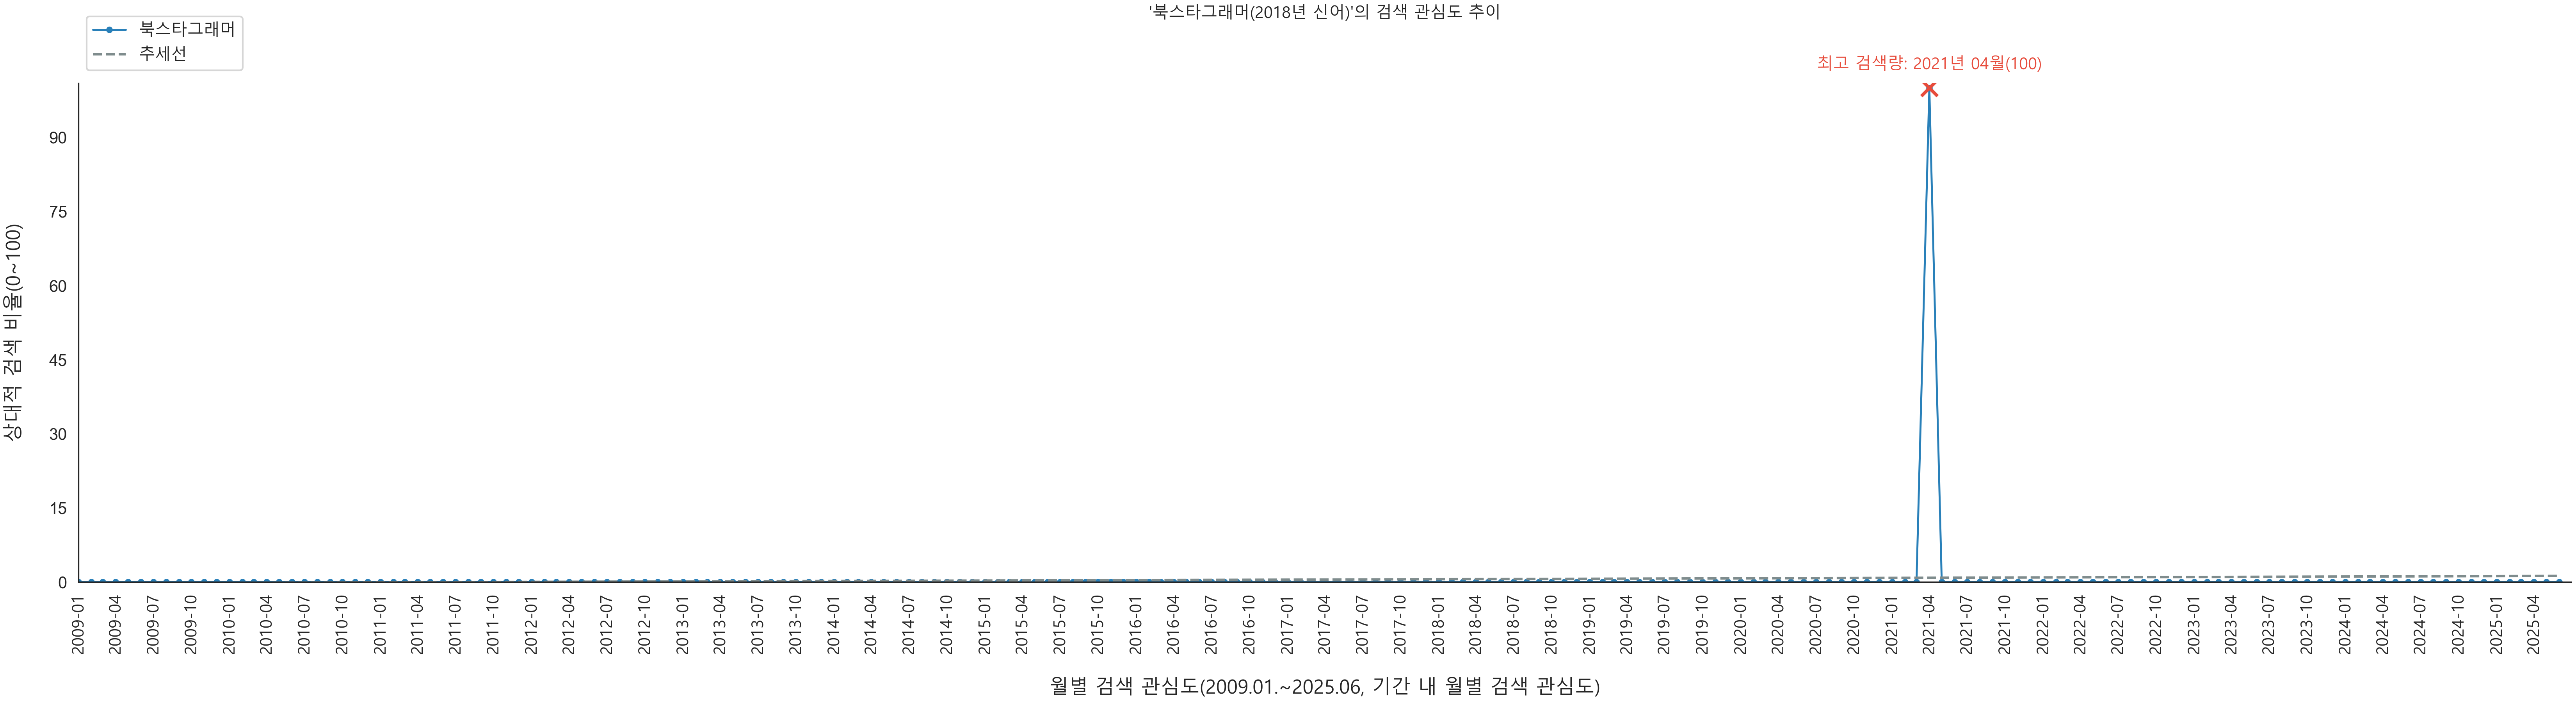 '북스타그래머(2018년 신어)'의 검색 관심도 추이
북스타그래머
추세선
최고 검색량: 2021년 04월(100)
상대적 검색 비율(0~100)
90
75
60
45
30
15
0
2009-01 2009-04 2009-07 2009-10 2010-01 2010-04 2010-07 2010-10 2011-01 2011-04 2011-07 2011-10 2012-01 2012-04 2012-07 2012-10 2013-01 2013-04 2013-07 2013-10 2014-01 2014-04 2014-07 2014-10 2015-01 2015-04 2015-07 2015-10 2016-01 2016-04 2016-07 2016-10 2017-01 2017-04 2017-07 2017-10 2018-01 2018-04 2018-07 2018-10 2019-01 2019-04 2019-07 2019-10 2020-01 2020-04 2020-07 2020-10 2021-01 2021-04 2021-07 2021-10 2022-01 2022-04 2022-07 2022-10 2023-01 2023-04 2023-07 2023-10 2024-01 2024-04 2024-07 2024-10 2025-01 2025-04
월별 검색 관심도(2009.01.~2025.06, 기간 내 월별 검색 관심도)